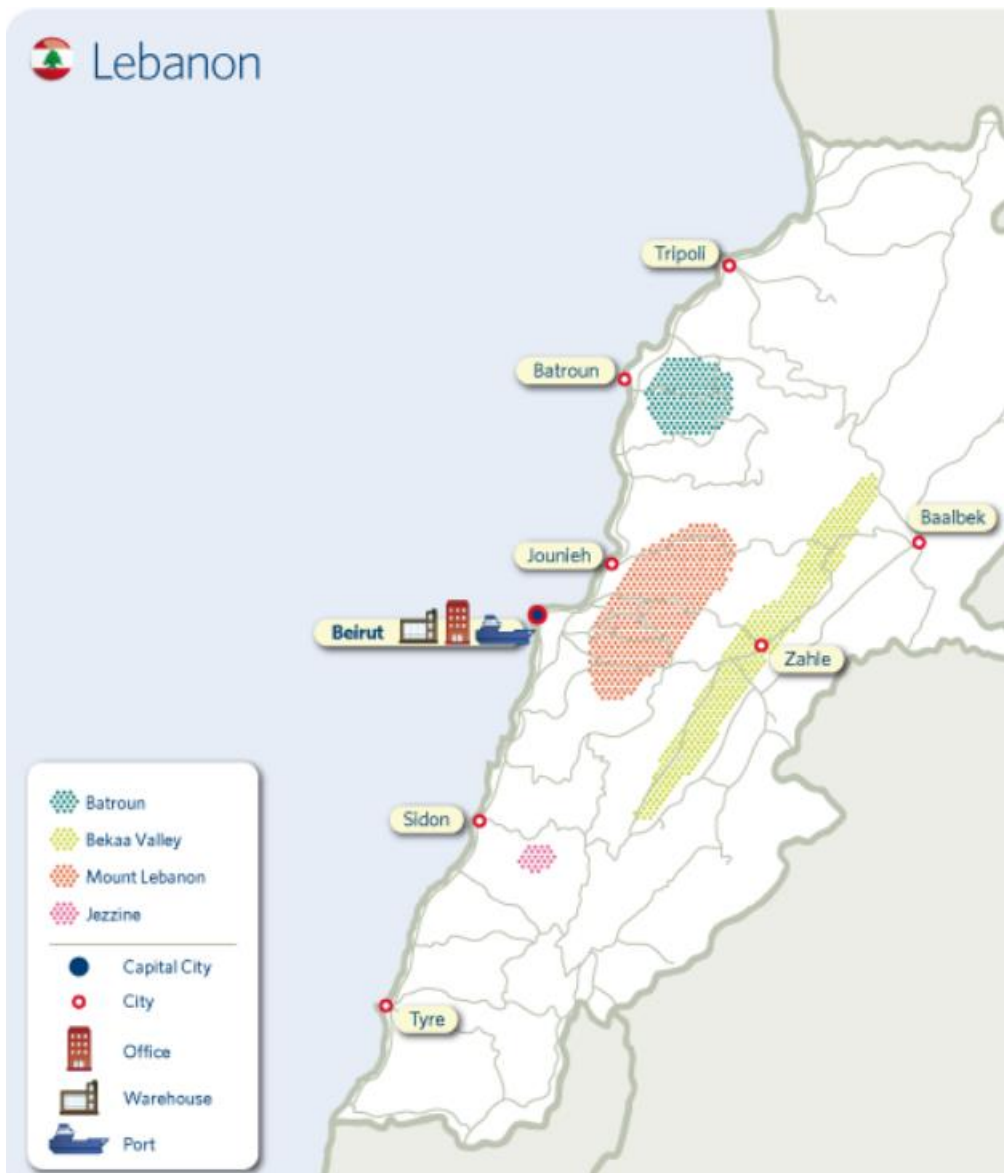 Lebanon
Tripoli
Batroun
Baalbek
Jounieh
Beirut
Zahle
Sidon
Tyre
Batroun
Bekaa Valley
Mount Lebanon
Jezzine
Capital City
City
Office
Warehouse
Port